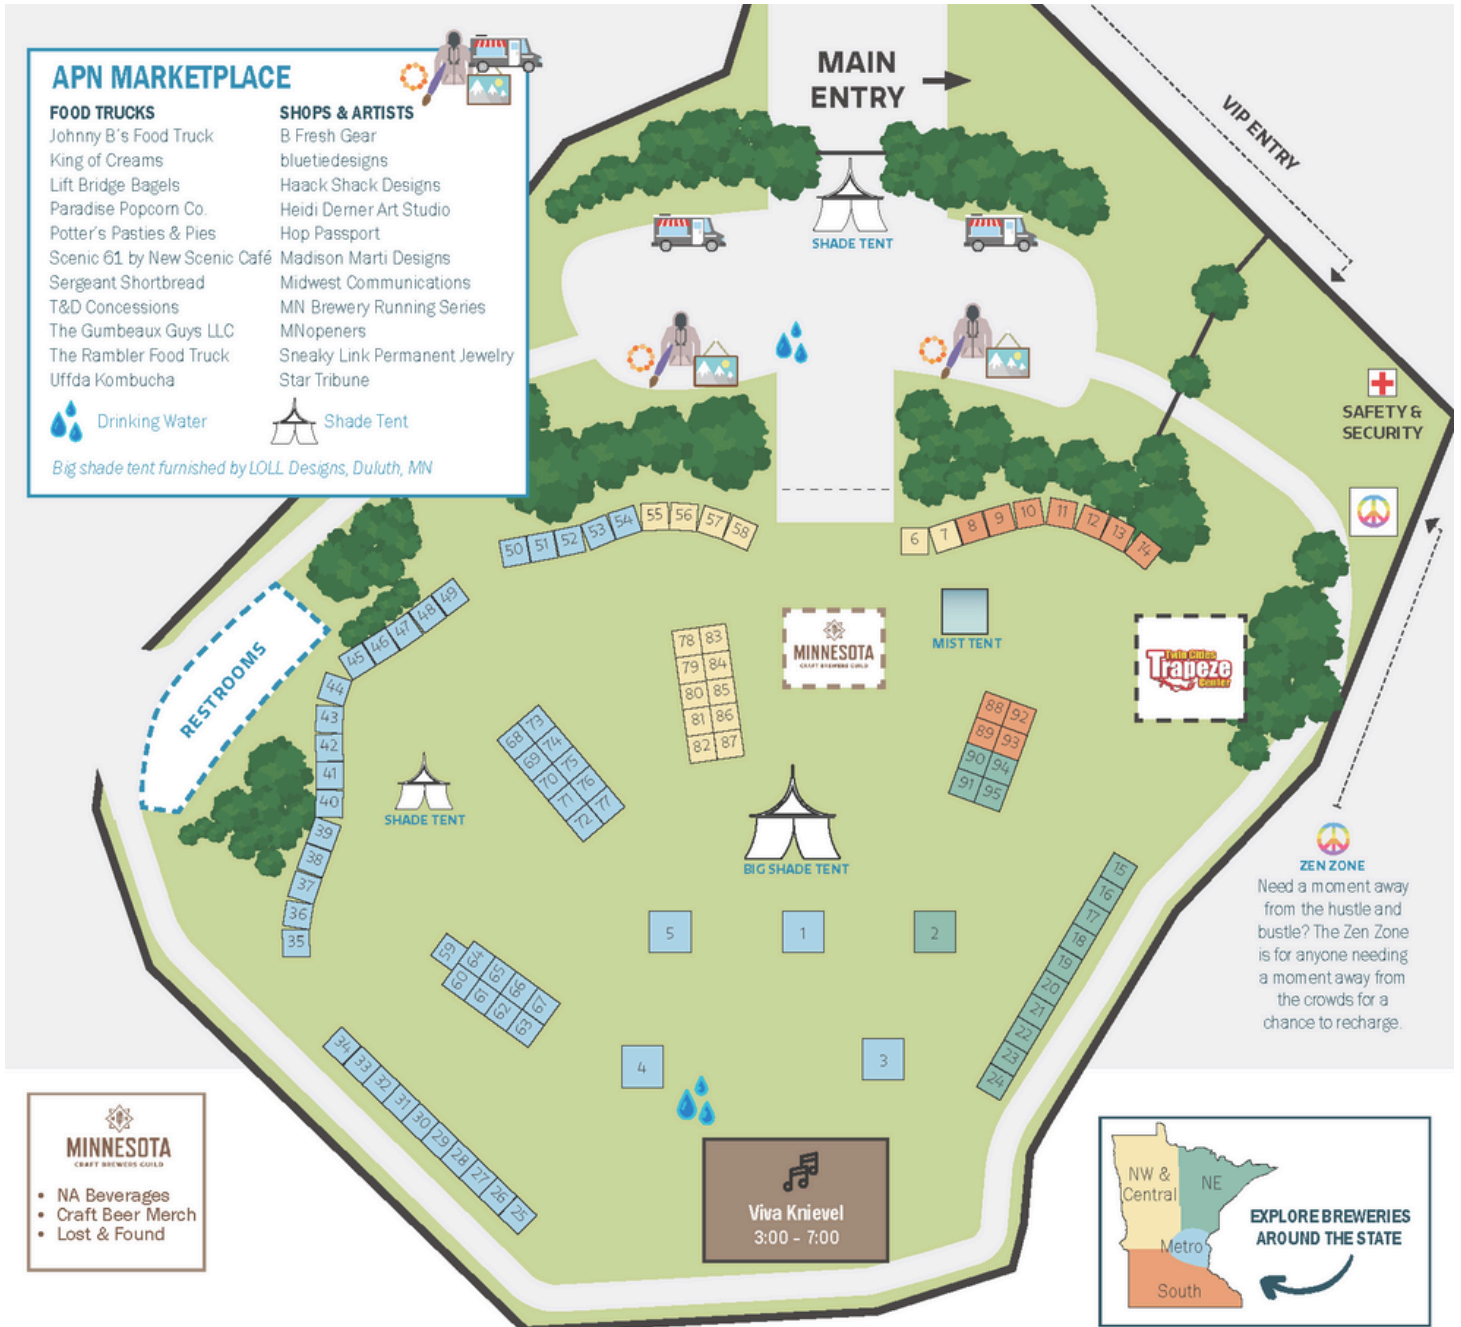 APN MARKETPLACE
FOOD TRUCKS
Johnny B's Food Truck
King of Creams
Lift Bridge Bagels
Paradise Popcorn Co.
Potter's Pasties & Pies
Scenic 61 by New Scenic Café
Sergeant Shortbread
T&D Concessions
The Gumbeaux Guys LLC
The Rambler Food Truck
Uffda Kombucha
SHOPS & ARTISTS
B Fresh Gear
bluetiedesigns
Haack Shack Designs
Heidi Derner Art Studio
Hop Passport
Madison Marti Designs
Midwest Communications
MN Brewery Running Series
MNopeners
Sneaky Link Permanent Jewelry
Star Tribune
Drinking Water
Shade Tent
Big shade tent furnished by LOLL Designs, Duluth, MN
MAIN
ENTRY
VIP ENTRY
SHADE TENT
SAFETY &
SECURITY
50 51 52 53 54 55 56 57 58
6 7 8 9 10 11 12 13 14
45 46 47 48 49
RESTROOMS
44
43
42
41
40
39
38
37
36
35
78 83
79 84
80 85
81 86
82 87
MINNESOTA
CRAFT BREWERS GUILD
MIST TENT
Twin Cities
Trapeze
Center
88 92
89 93
90 94
91 95
68 73
69 74
70 75
71 76
72 77
SHADE TENT
BIG SHADE TENT
15
16
17
18
19
20
21
22
23
24
5
1
2
59
60 64
61 65
62 66
63 67
4
3
34
33
32
31
30
29
28
27
26
25
ZEN ZONE
Need a moment away
from the hustle and
bustle? The Zen Zone
is for anyone needing
a moment away from
the crowds for a
chance to recharge.
MINNESOTA
CRAFT BREWERS GUILD
• NA Beverages
• Craft Beer Merch
• Lost & Found
Viva Knievel
3:00 - 7:00
NW &
Central
NE
Metro
South
EXPLORE BREWERIES
AROUND THE STATE